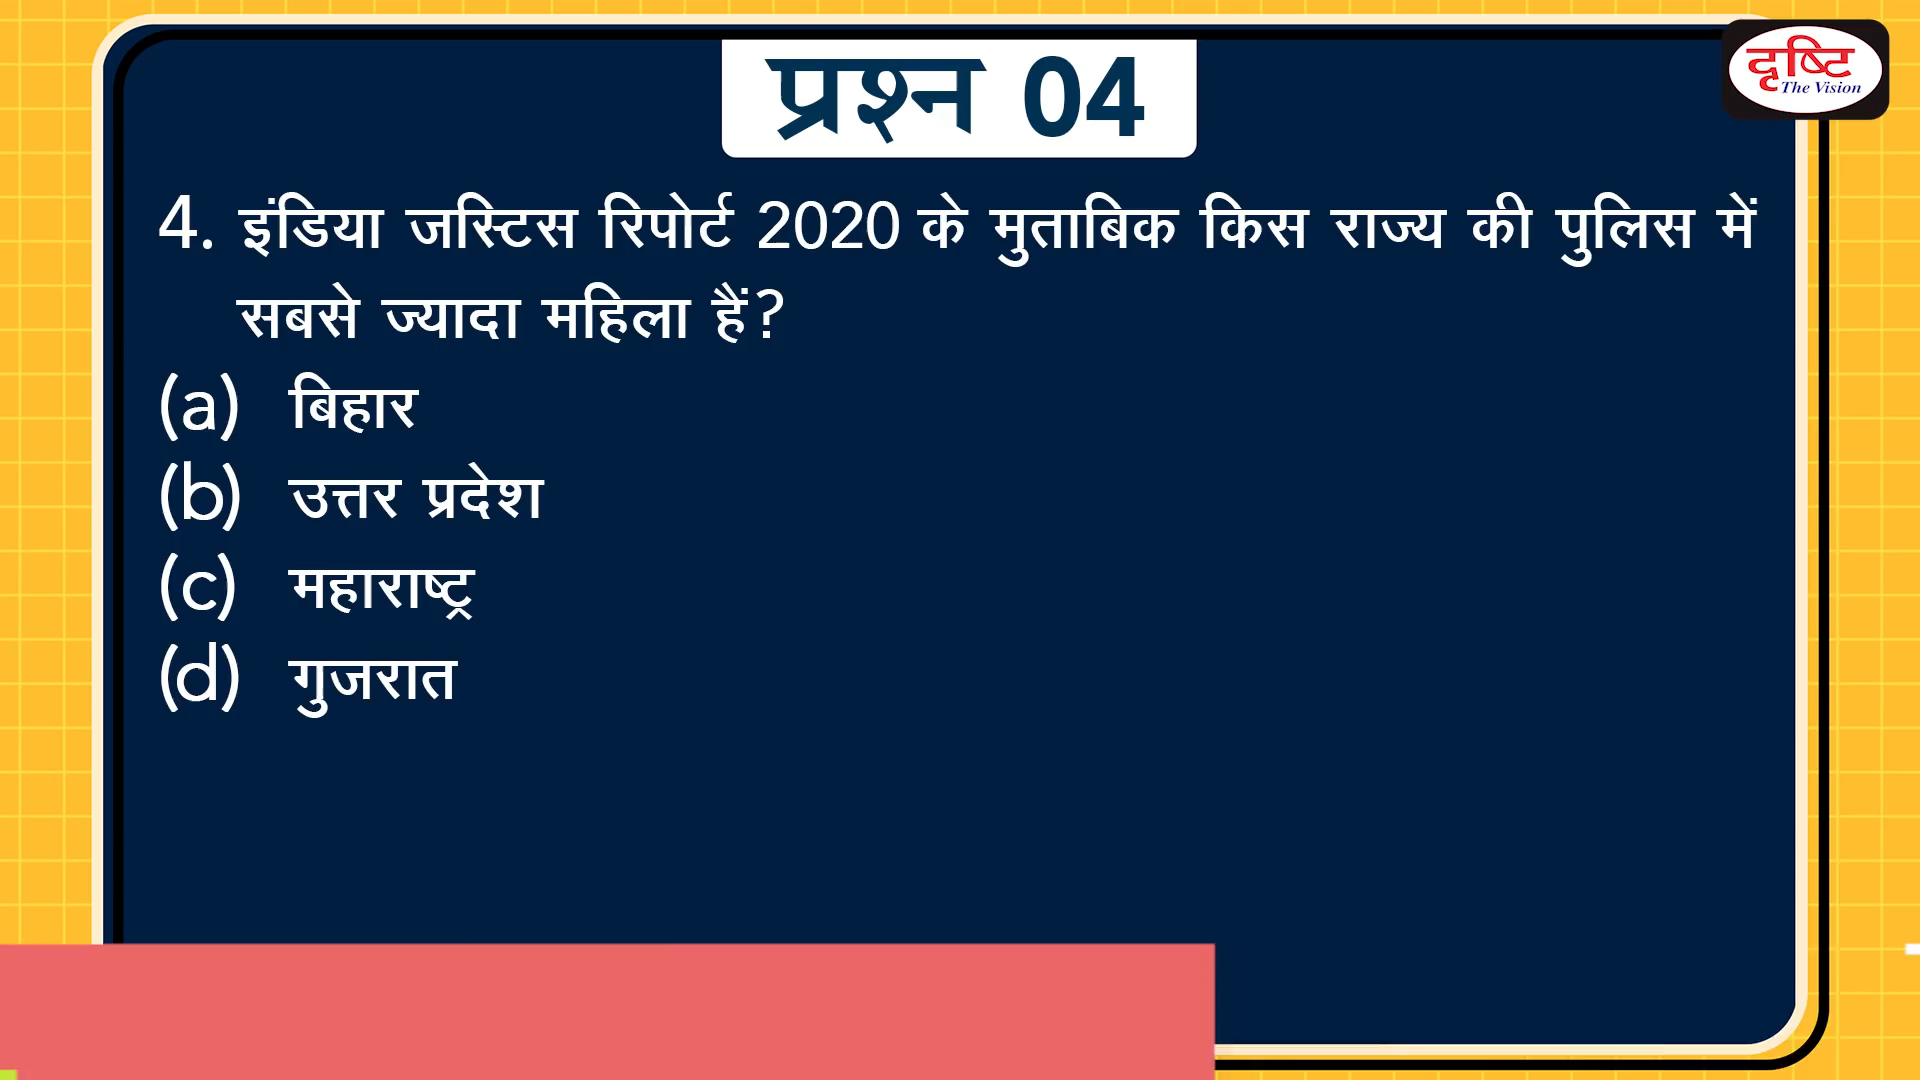 प्रश्न 04
दृष्टि
The Vision
4. इंडिया जस्टिस रिपोर्ट 2020 के मुताबिक किस राज्य की पुलिस में
सबसे ज्यादा महिला हैं?
(a) बिहार
(b) उत्तर प्रदेश
(c) महाराष्ट्र
(d) गुजरात